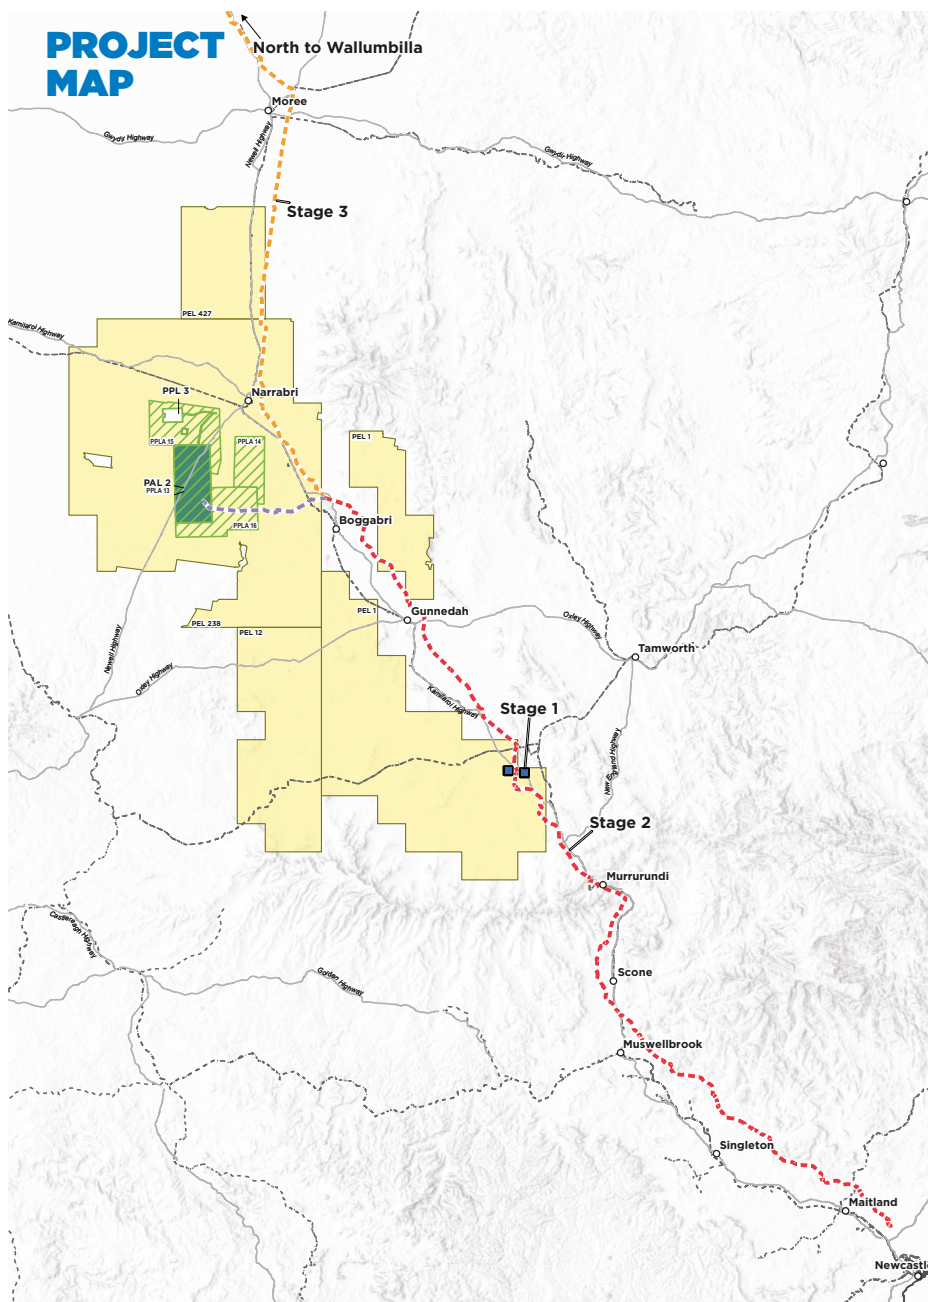 PROJECT
MAP
North to Wallumbilla
Moree
Gwydir Highway
Newell Highway
Gwydir Highway
Stage 3
PEL 427
Kamilaroi Highway
Narrabri
PPL 3
PPLA 15
PPLA 14
PEL 1
PAL 2
PPLA 13
PPLA 16
Boggabri
PEL 1
Gunnedah
PEL 238
PEL 12
Oxley Highway
Newell Highway
Tamworth
Oxley Highway
Kamilaroi Highway
Stage 1
New England Highway
Stage 2
Murrurundi
Castlereagh Highway
Golden Highway
Scone
Muswellbrook
Singleton
Maitland
Newcastle